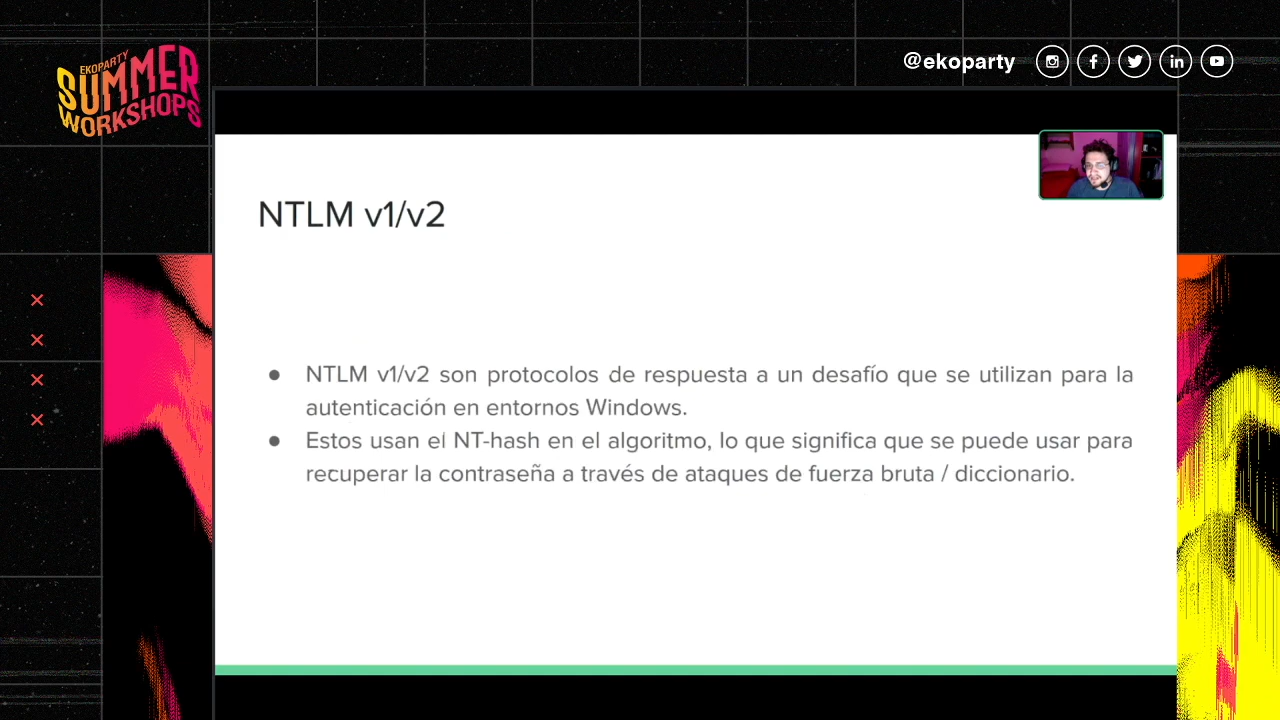 EKOPARTY
SUMMER
WORKSHOPS
@ekoparty
NTLM v1/v2
● NTLM v1/v2 son protocolos de respuesta a un desafío que se utilizan para la
autenticación en entornos Windows.
● Estos usan el NT-hash en el algoritmo, lo que significa que se puede usar para
recuperar la contraseña a través de ataques de fuerza bruta / diccionario.